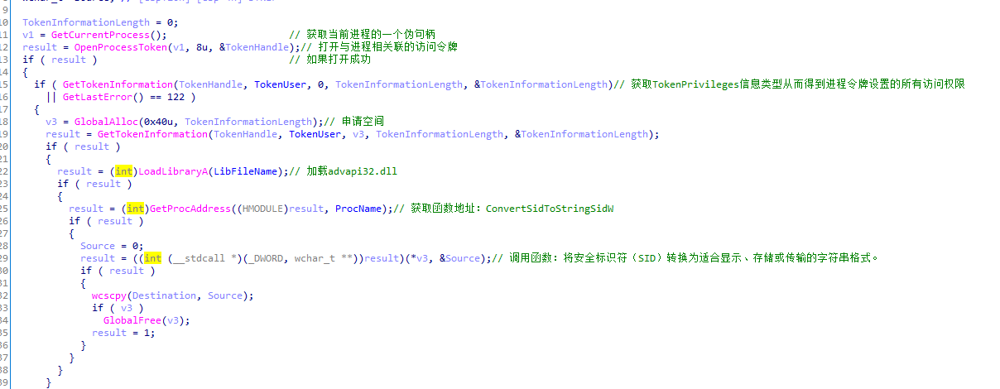 10 TokenInformationLength = 0;
11 v1 = GetCurrentProcess(); // 获取当前进程的一个伪句柄
12 result = OpenProcessToken(v1, 8u, &TokenHandle);// 打开与进程相关联的访问令牌
13 if ( result ) // 如果打开成功
14 {
15 if ( GetTokenInformation(TokenHandle, TokenUser, 0, TokenInformationLength, &TokenInformationLength)// 获取TokenPrivileges信息类型从而得到进程令牌设置的所有访问权限
16 || GetLastError() == 122 )
17 {
18 v3 = GlobalAlloc(0x40u, TokenInformationLength);// 申请空间
19 result = GetTokenInformation(TokenHandle, TokenUser, v3, TokenInformationLength, &TokenInformationLength);
20 if ( result )
21 {
22 result = (int)LoadLibraryA(LibFileName);// 加载advapi32.dll
23 if ( result )
24 {
25 result = (int)GetProcAddress((HMODULE)result, ProcName);// 获取函数地址：ConvertSidToStringSidW
26 if ( result )
27 {
28 Source = 0;
29 result = ((int (__stdcall *)(_DWORD, wchar_t **))result)(*v3, &Source);// 调用函数：将安全标识符（SID）转换为适合显示、存储或传输的字符串格式。
30 if ( result )
31 {
32 wcscpy(Destination, Source);
33 if ( v3 )
34 GlobalFree(v3);
35 result = 1;
36 }
37 }
38 }
39 }